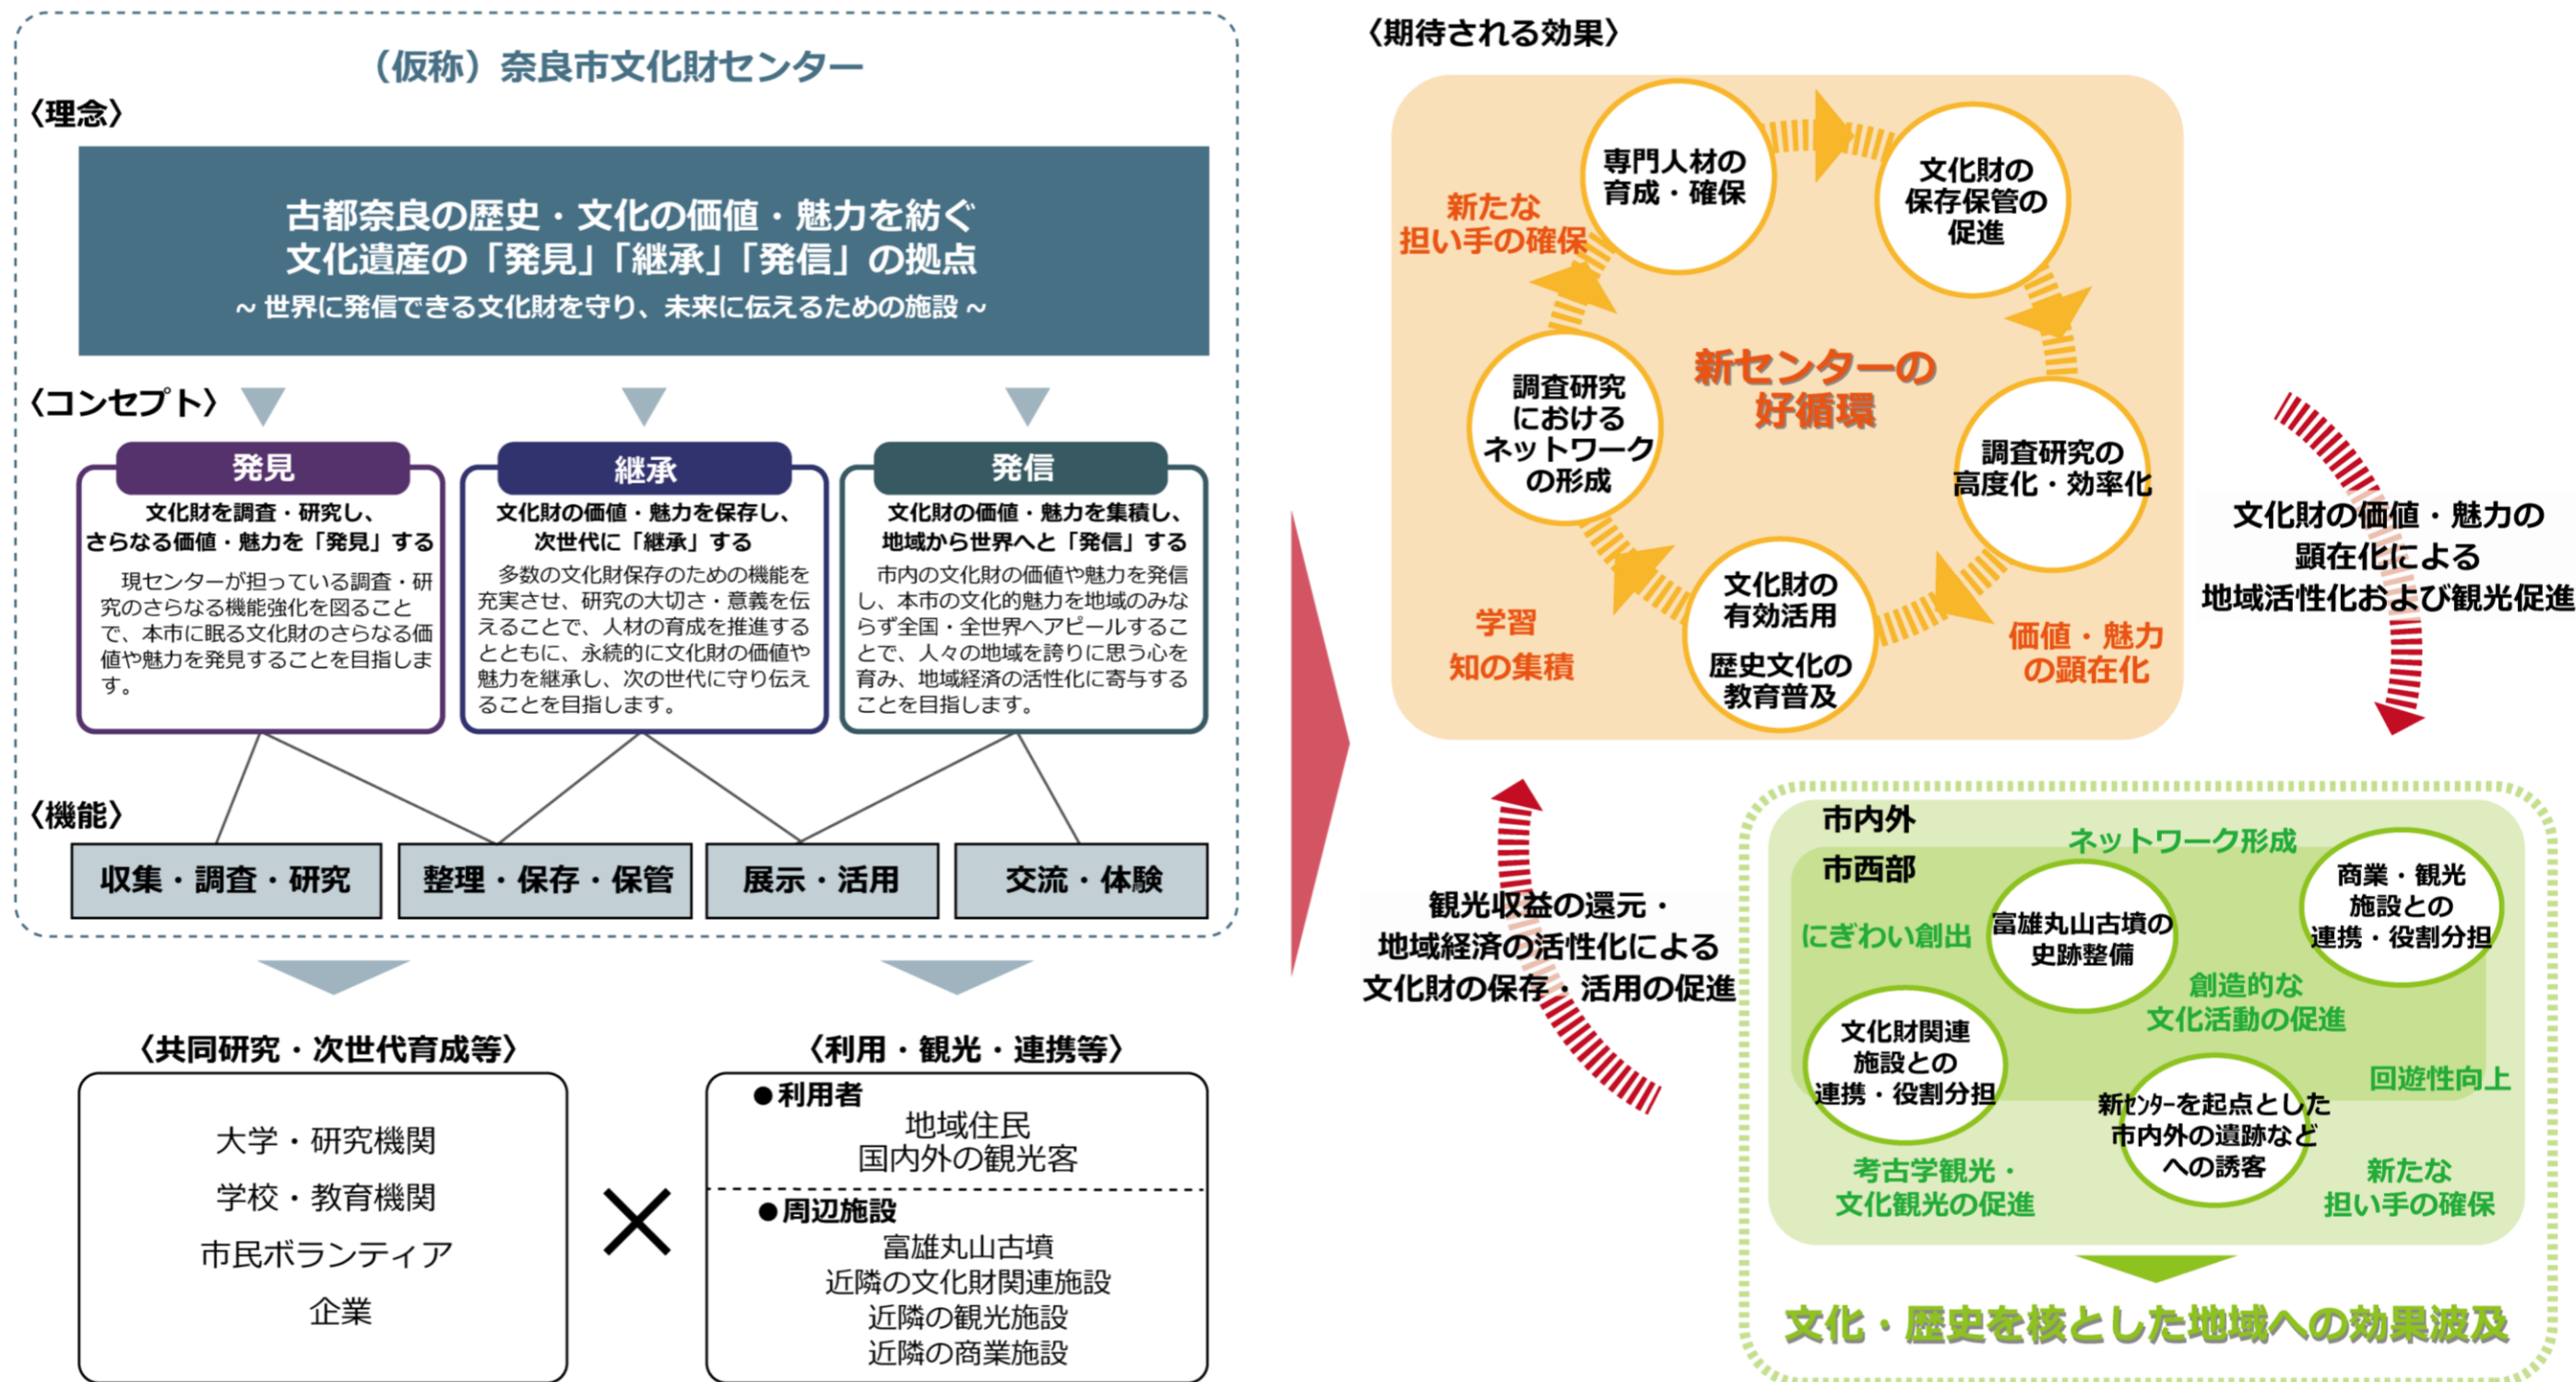 （仮称）奈良市文化財センター
〈理念〉
古都奈良の歴史・文化の価値・魅力を紡ぐ
文化遺産の「発見」「継承」「発信」の拠点
~ 世界に発信できる文化財を守り、未来に伝えるための施設 ~
〈コンセプト〉
発見
文化財を調査・研究し、
さらなる価値・魅力を「発見」する
現センターが担っている調査・研
究のさらなる機能強化を図ること
で、本市に眠る文化財のさらなる価
値や魅力を発見することを目指しま
す。
継承
文化財の価値・魅力を保存し、
次世代に「継承」する
多数の文化財保存のための機能を
充実させ、研究の大切さ・意義を伝
えることで、人材の育成を推進する
とともに、永続的に文化財の価値や
魅力を継承し、次の世代に守り伝え
ることを目指します。
発信
文化財の価値・魅力を集積し、
地域から世界へと「発信」する
市内の文化財の価値や魅力を発信
し、本市の文化的魅力を地域のみな
らず全国・全世界へアピールするこ
とで、人々の地域を誇りに思う心を
育み、地域経済の活性化に寄与する
ことを目指します。
〈機能〉
収集・調査・研究
整理・保存・保管
展示・活用
交流・体験
〈共同研究・次世代育成等〉
大学・研究機関
学校・教育機関
市民ボランティア
企業
×
〈利用・観光・連携等〉
●利用者
地域住民
国内外の観光客
●周辺施設
富雄丸山古墳
近隣の文化財関連施設
近隣の観光施設
近隣の商業施設
〈期待される効果〉
専門人材の
育成・確保
文化財の
保存保管の
促進
新たな
担い手の確保
新センターの
好循環
調査研究
における
ネットワーク
の形成
調査研究の
高度化・効率化
文化財の
有効活用
歴史文化の
教育普及
学習
知の集積
価値・魅力
の顕在化
文化財の価値・魅力の
顕在化による
地域活性化および観光促進
観光収益の還元・
地域経済の活性化による
文化財の保存・活用の促進
市内外
市西部
ネットワーク形成
にぎわい創出
富雄丸山古墳の
史跡整備
商業・観光
施設との
連携・役割分担
創造的な
文化活動の促進
文化財関連
施設との
連携・役割分担
回遊性向上
新ｾﾝﾀｰを起点とした
市内外の遺跡など
への誘客
考古学観光・
文化観光の促進
新たな
担い手の確保
文化・歴史を核とした地域への効果波及